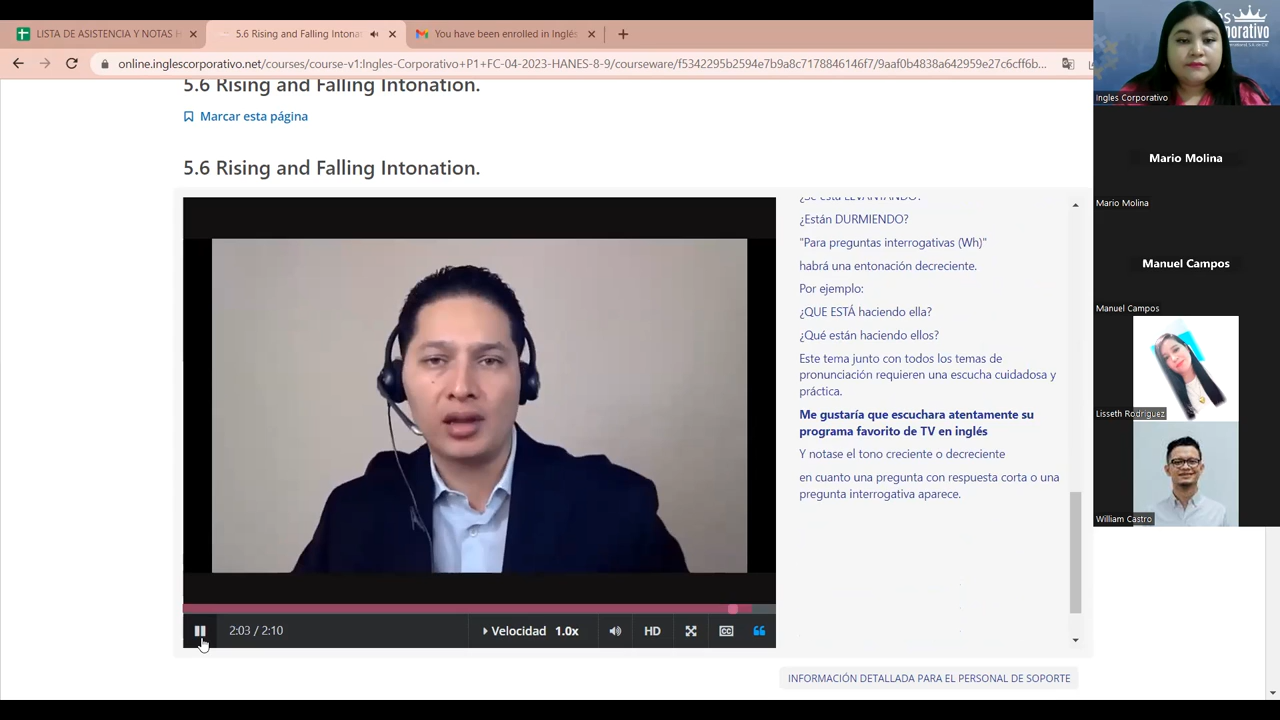 LISTA DE ASISTENCIA Y NOTAS H
5.6 Rising and Falling Intonat
You have been enrolled in Inglés
online.inglescorporativo.net/courses/course-v1:Ingles-Corporativo+P1+FC-04-2023-HANES-8-9/courseware/f5342295b2594e7b9a8c7178846146f7/9aaf0b4838a642959e27c6cff6b...
5.6 Rising and Falling Intonation.
Marcar esta página
5.6 Rising and Falling Intonation.
¿Se está LEVANTANDO?
¿Están DURMIENDO?
"Para preguntas interrogativas (Wh)"
habrá una entonación decreciente.
Por ejemplo:
¿QUE ESTÁ haciendo ella?
¿Qué están haciendo ellos?
Este tema junto con todos los temas de
pronunciación requieren una escucha cuidadosa y
práctica.
Me gustaría que escuchara atentamente su
programa favorito de TV en inglés
Y notase el tono creciente o decreciente
en cuanto una pregunta con respuesta corta o una
pregunta interrogativa aparece.
2:03 / 2:10
Velocidad 1.0x
HD
CC
INFORMACIÓN DETALLADA PARA EL PERSONAL DE SOPORTE
Ingles Corporativo
Mario Molina
Mario Molina
Manuel Campos
Manuel Campos
Lisseth Rodriguez
William Castro